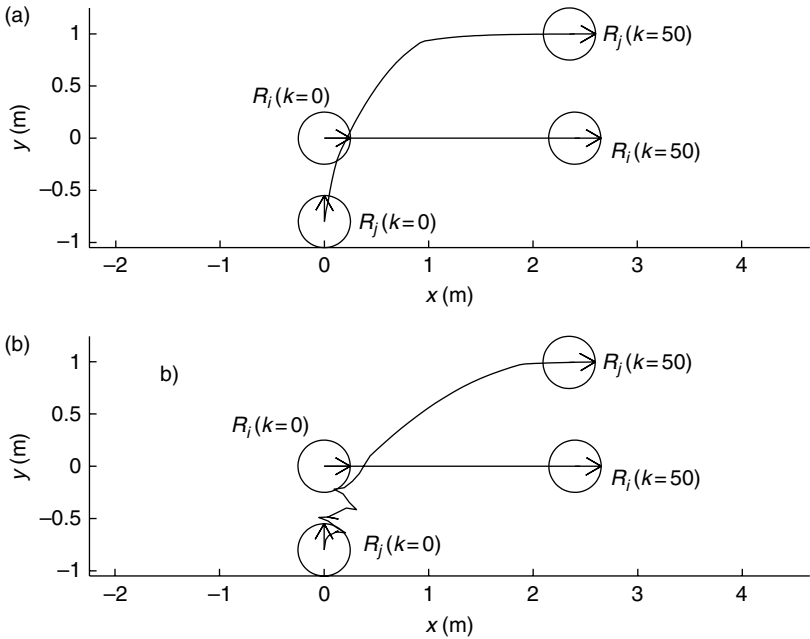 (a)
1
0.5
0
−0.5
−1
y (m)
R_i (k=0)
R_j (k=50)
R_i (k=50)
R_j (k=0)
−2 −1 0 1 2 3 4
x (m)
(b)
b)
1
0.5
0
−0.5
−1
y (m)
R_i (k=0)
R_j (k=50)
R_i (k=50)
R_j (k=0)
−2 −1 0 1 2 3 4
x (m)